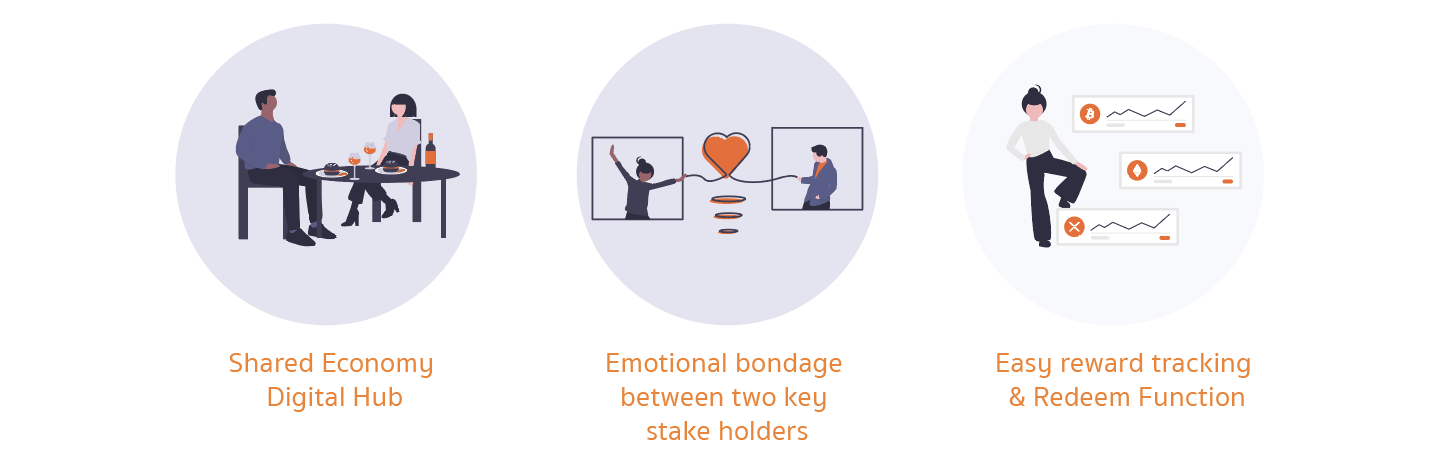 Shared Economy
Digital Hub
Emotional bondage
between two key
stake holders
Easy reward tracking
& Redeem Function